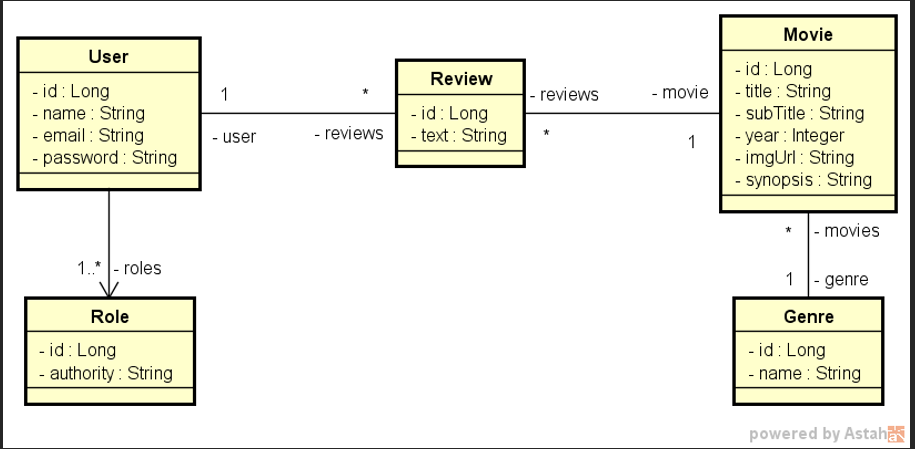 User
- id : Long
- name : String
- email : String
- password : String
1
*
- user
- reviews
Review
- id : Long
- text : String
- reviews
- movie
*
1
Movie
- id : Long
- title : String
- subTitle : String
- year : Integer
- imgUrl : String
- synopsis : String
* - movies
1 - genre
1..* - roles
Role
- id : Long
- authority : String
Genre
- id : Long
- name : String
powered by Astah